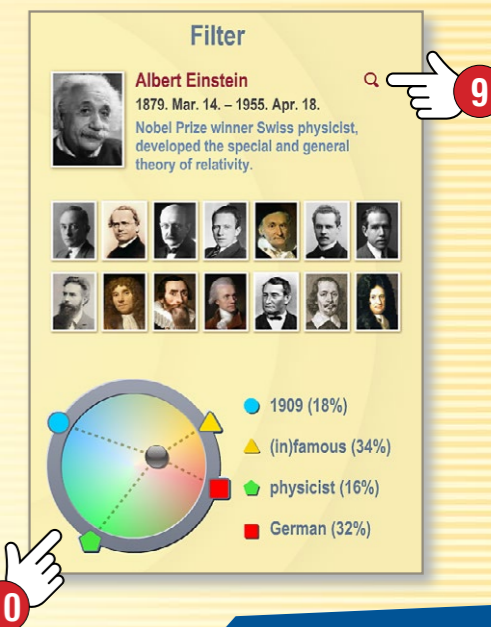 Filter
Albert Einstein
1879. Mar. 14. – 1955. Apr. 18.
Nobel Prize winner Swiss physicist,
developed the special and general
theory of relativity.
9
1909 (18%)
(in)famous (34%)
physicist (16%)
German (32%)
0